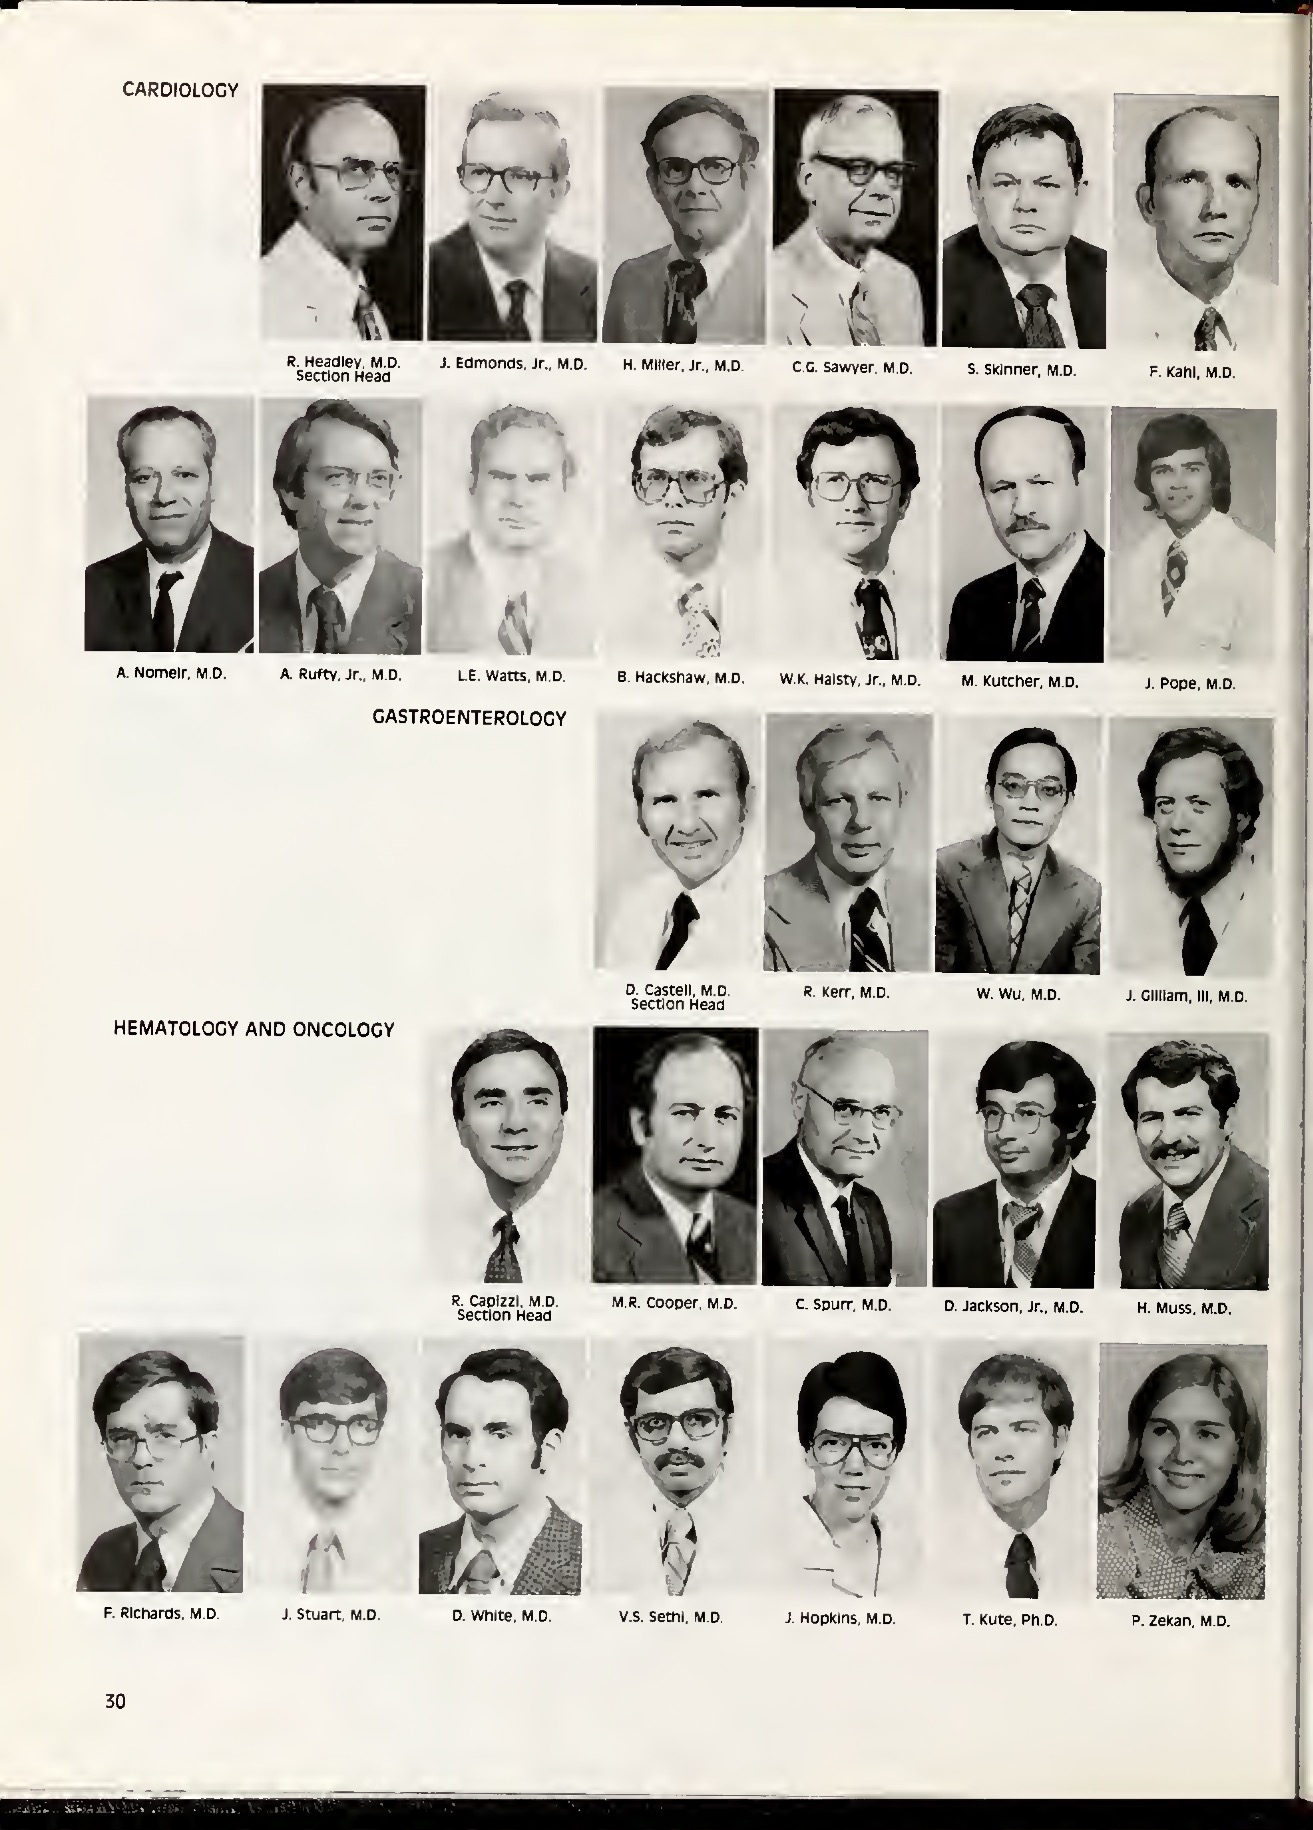 CARDIOLOGY
R. Headley, M.D.
Section Head
J. Edmonds, Jr., M.D.
H. Miller, Jr., M.D.
C.G. Sawyer, M.D.
S. Skinner, M.D.
F. Kahl, M.D.
A. Nomeir, M.D.
A. Rufty, Jr., M.D.
L.E. Watts, M.D.
B. Hackshaw, M.D.
W.K. Haisty, Jr., M.D.
M. Kutcher, M.D.
J. Pope, M.D.
GASTROENTEROLOGY
D. Castell, M.D.
Section Head
R. Kerr, M.D.
W. Wu, M.D.
J. Gilliam, III, M.D.
HEMATOLOGY AND ONCOLOGY
R. Capizzi, M.D.
Section Head
M.R. Cooper, M.D.
C. Spurr, M.D.
D. Jackson, Jr., M.D.
H. Muss, M.D.
F. Richards, M.D.
J. Stuart, M.D.
D. White, M.D.
V.S. Sethi, M.D.
J. Hopkins, M.D.
T. Kute, Ph.D.
P. Zekan, M.D.
30